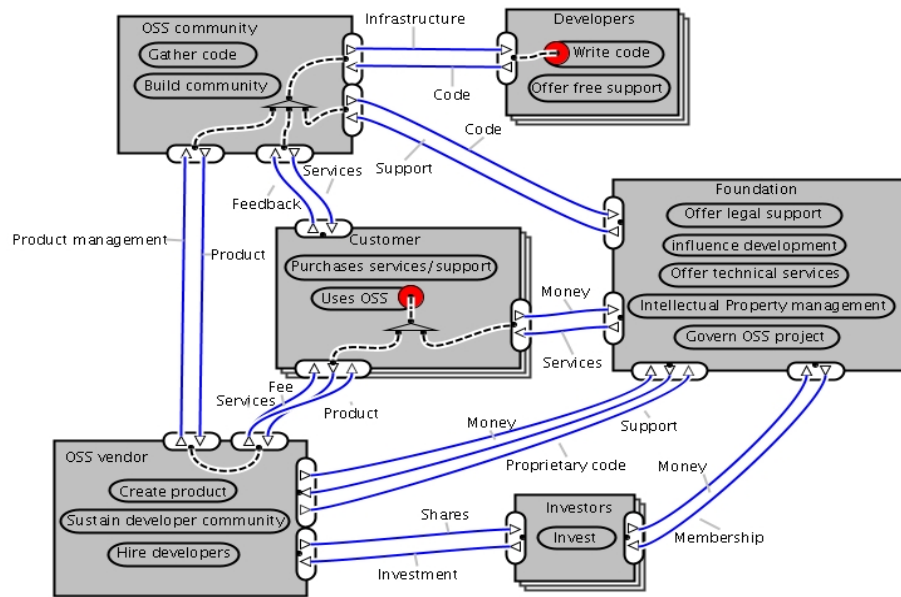 OSS community
Gather code
Build community
Infrastructure
Code
Developers
Write code
Offer free support
Code
Support
Services
Feedback
Product management
Product
Customer
Purchases services/support
Uses OSS
Money
Services
Foundation
Offer legal support
influence development
Offer technical services
Intellectual Property management
Govern OSS project
Fee
Services
Product
Money
Support
Proprietary code
OSS vendor
Create product
Sustain developer community
Hire developers
Shares
Investment
Investors
Invest
Money
Membership